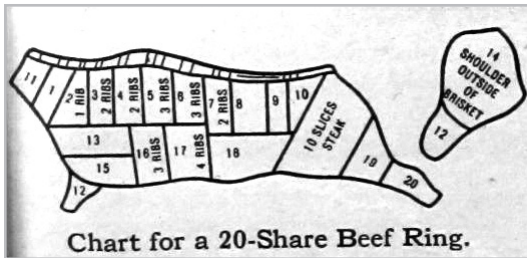 11
1
2 1 RIB
3 2 RIBS
4 2 RIBS
5 3 RIBS
6 3 RIBS
7 2 RIBS
8
9
10
13
15
12
16 3 RIBS
17 4 RIBS
18
10 SLICES
STEAK
19
20
14
SHOULDER
OUTSIDE
OF
BRISKET
12
Chart for a 20-Share Beef Ring.